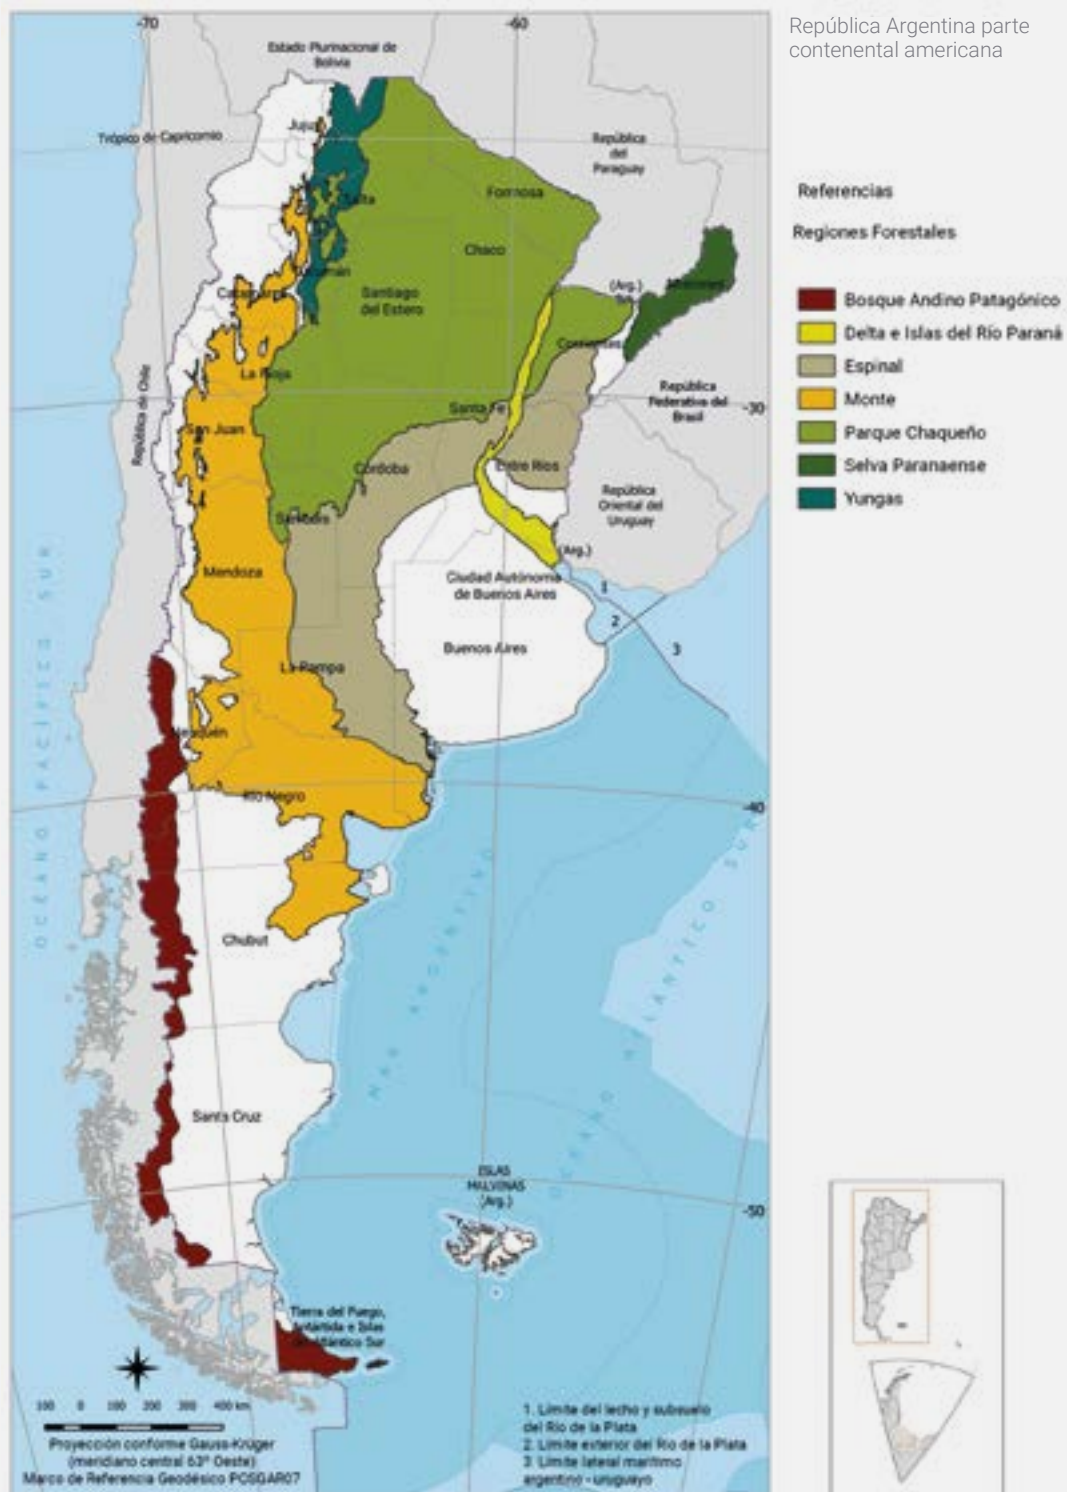 República Argentina parte
contenental americana
-70
-60
Estado Plurinacional de
Bolivia
Jujuy
Trópico de Capricornio
República
del
Paraguay
Salta
Formosa
Chaco
Tucumán
Catamarca
Santiago
del Estero
(Arg.)
Misiones
Corrientes
La Rioja
República de Chile
República
Federativa del
Brasil
-30
Santa Fe
San Juan
Córdoba
Entre Ríos
República
Oriental del
Uruguay
San Luis
(Arg.)
Mendoza
Ciudad Autónoma
de Buenos Aires
1
2
3
Buenos Aires
La Pampa
Neuquén
Río Negro
-40
Chubut
OCÉANO PACÍFICO SUR
MAR ARGENTINO
OCÉANO ATLÁNTICO SUR
Santa Cruz
ISLAS
MALVINAS
(Arg.)
-50
Tierra del Fuego,
Antártida e Islas
del Atlántico Sur
100 0 100 200 300 400 km
Proyección conforme Gauss-Krüger
(meridiano central 63º Oeste)
Marco de Referencia Geodésico POSGAR07
1. Límite del lecho y subsuelo
del Río de la Plata
2. Límite exterior del Río de la Plata
3 Límite lateral marítimo
argentino - uruguayo
Referencias
Regiones Forestales
Bosque Andino Patagónico
Delta e Islas del Río Paraná
Espinal
Monte
Parque Chaqueño
Selva Paranaense
Yungas